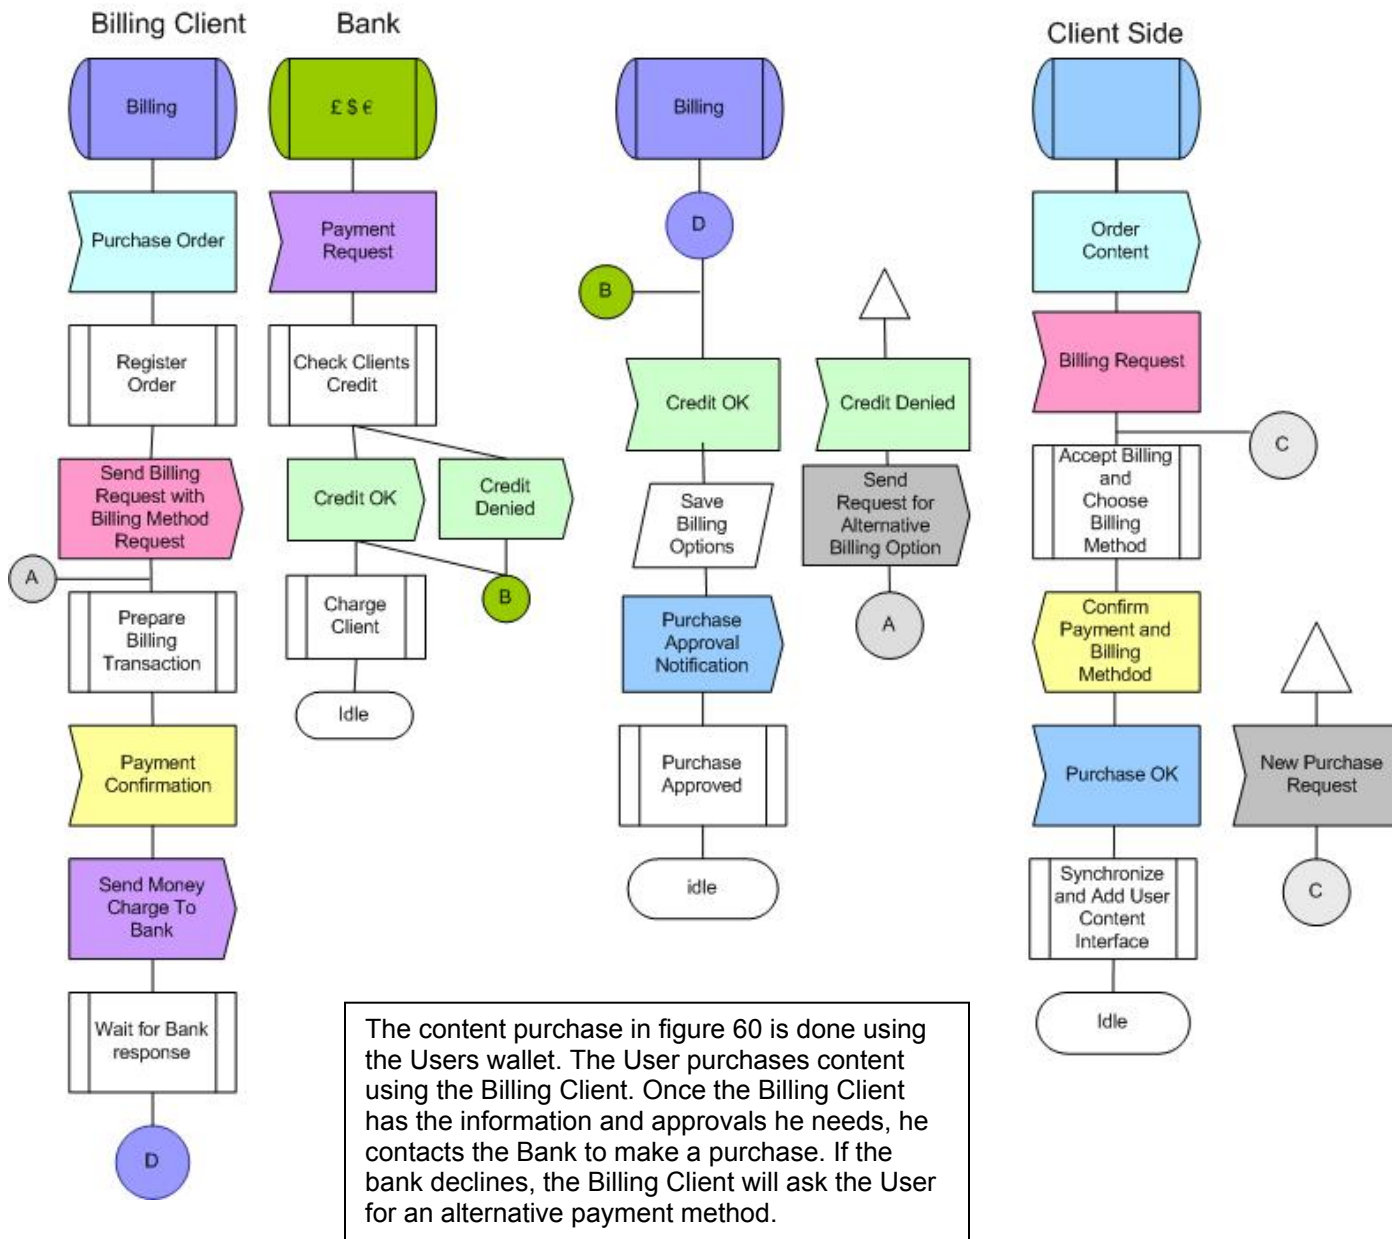 Billing Client
Billing
Purchase Order
Register
Order
Send Billing
Request with
Billing Method
Request
A
Prepare
Billing
Transaction
Payment
Confirmation
Send Money
Charge To
Bank
Wait for Bank
response
D
Bank
£ $ €
Payment
Request
Check Clients
Credit
Credit OK
Credit
Denied
B
Charge
Client
Idle
Billing
D
B
Credit OK
Save
Billing
Options
Purchase
Approval
Notification
Purchase
Approved
idle
Credit Denied
Send
Request for
Alternative
Billing Option
A
Client Side
Order
Content
Billing Request
C
Accept Billing
and
Choose
Billing
Method
Confirm
Payment and
Billing
Methdod
Purchase OK
Synchronize
and Add User
Content
Interface
Idle
New Purchase
Request
C
The content purchase in figure 60 is done using
the Users wallet. The User purchases content
using the Billing Client. Once the Billing Client
has the information and approvals he needs, he
contacts the Bank to make a purchase. If the
bank declines, the Billing Client will ask the User
for an alternative payment method.